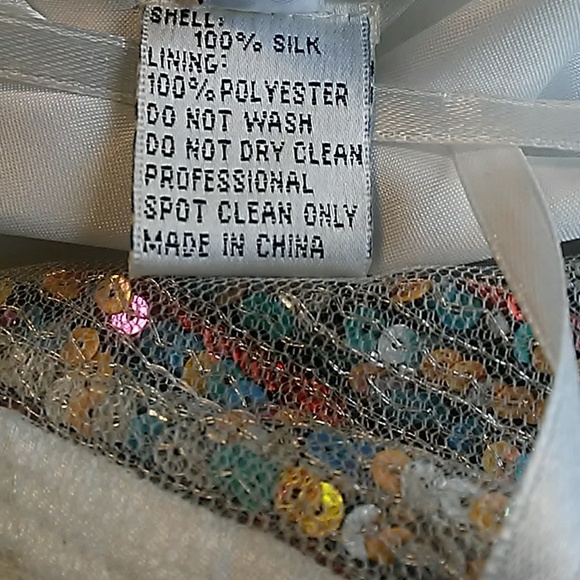 SHELL:
100% SILK
LINING:
100% POLYESTER
DO NOT WASH
DO NOT DRY CLEAN
PROFESSIONAL
SPOT CLEAN ONLY
MADE IN CHINA